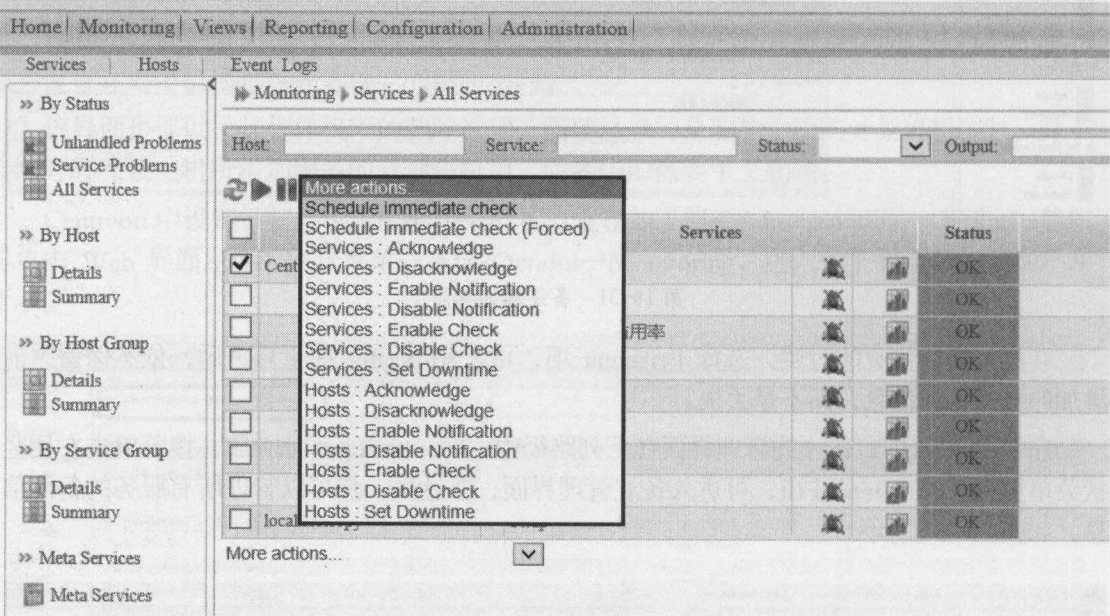 Home | Monitoring | Views | Reporting | Configuration | Administration |
Services | Hosts | Event Logs
By Status
Unhandled Problems
Service Problems
All Services
By Host
Details
Summary
By Host Group
Details
Summary
By Service Group
Details
Summary
Meta Services
Meta Services
Monitoring Services All Services
Host: Service: Status: Output:
More actions...
Schedule immediate check
Schedule immediate check (Forced)
Services : Acknowledge
Services : Disacknowledge
Services : Enable Notification
Services : Disable Notification
Services : Enable Check
Services : Disable Check
Services : Set Downtime
Hosts : Acknowledge
Hosts : Disacknowledge
Hosts : Enable Notification
Hosts : Disable Notification
Hosts : Enable Check
Hosts : Disable Check
Hosts : Set Downtime
Services Status
Cent OK
OK
用率 OK
OK
OK
OK
OK
OK
OK
OK
More actions...